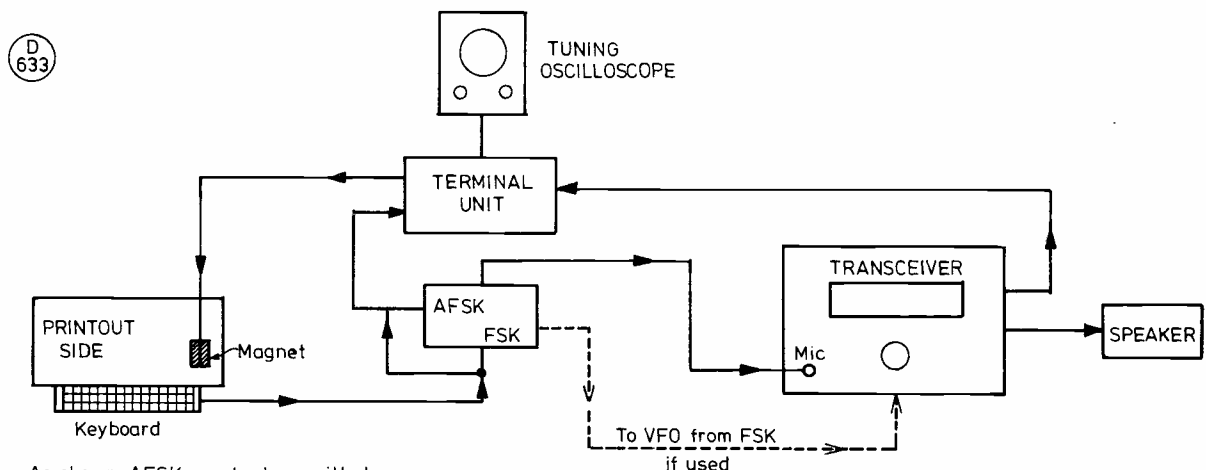 D
633
TUNING
OSCILLOSCOPE
TERMINAL
UNIT
TRANSCEIVER
AFSK
FSK
PRINTOUT
SIDE
Magnet
Mic
SPEAKER
Keyboard
To VFO from FSK
if used